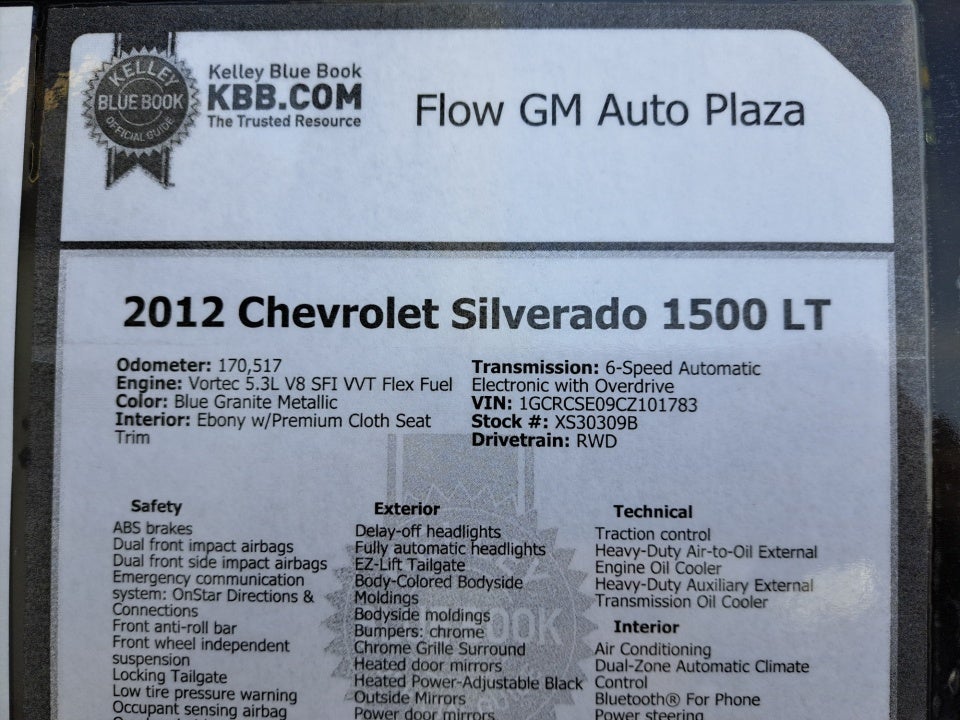 KELLEY
BLUE BOOK
OFFICIAL GUIDE
Kelley Blue Book
KBB.COM
The Trusted Resource
Flow GM Auto Plaza
2012 Chevrolet Silverado 1500 LT
Odometer: 170,517
Engine: Vortec 5.3L V8 SFI VVT Flex Fuel
Color: Blue Granite Metallic
Interior: Ebony w/Premium Cloth Seat
Trim
Transmission: 6-Speed Automatic
Electronic with Overdrive
VIN: 1GCRCSE09CZ101783
Stock #: XS30309B
Drivetrain: RWD
Safety
ABS brakes
Dual front impact airbags
Dual front side impact airbags
Emergency communication
system: OnStar Directions &
Connections
Front anti-roll bar
Front wheel independent
suspension
Locking Tailgate
Low tire pressure warning
Occupant sensing airbag
Exterior
Delay-off headlights
Fully automatic headlights
EZ-Lift Tailgate
Body-Colored Bodyside
Moldings
Bodyside moldings
Bumpers: chrome
Chrome Grille Surround
Heated door mirrors
Heated Power-Adjustable Black
Outside Mirrors
Power door mirrors
Technical
Traction control
Heavy-Duty Air-to-Oil External
Engine Oil Cooler
Heavy-Duty Auxiliary External
Transmission Oil Cooler
Interior
Air Conditioning
Dual-Zone Automatic Climate
Control
Bluetooth® For Phone
Power steering